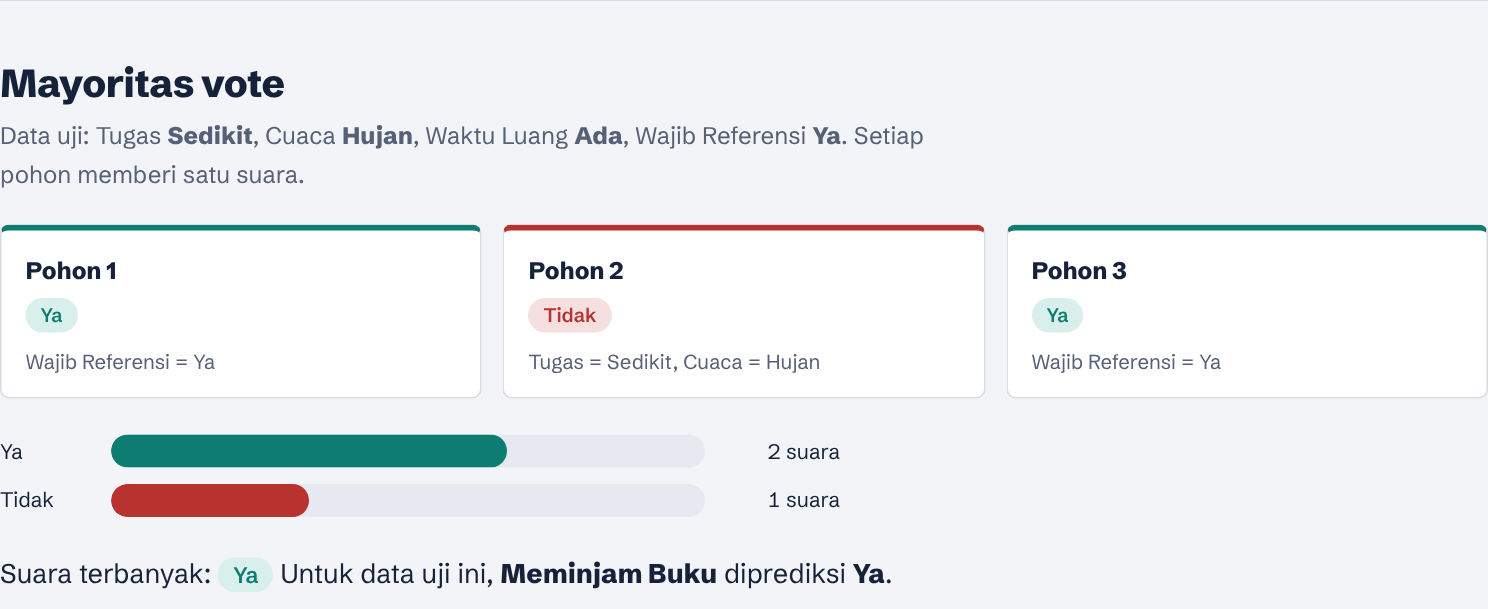 Mayoritas vote
Data uji: Tugas Sedikit, Cuaca Hujan, Waktu Luang Ada, Wajib Referensi Ya. Setiap
pohon memberi satu suara.
Pohon 1
Ya
Wajib Referensi = Ya
Pohon 2
Tidak
Tugas = Sedikit, Cuaca = Hujan
Pohon 3
Ya
Wajib Referensi = Ya
Ya 2 suara
Tidak 1 suara
Suara terbanyak: Ya Untuk data uji ini, Meminjam Buku diprediksi Ya.